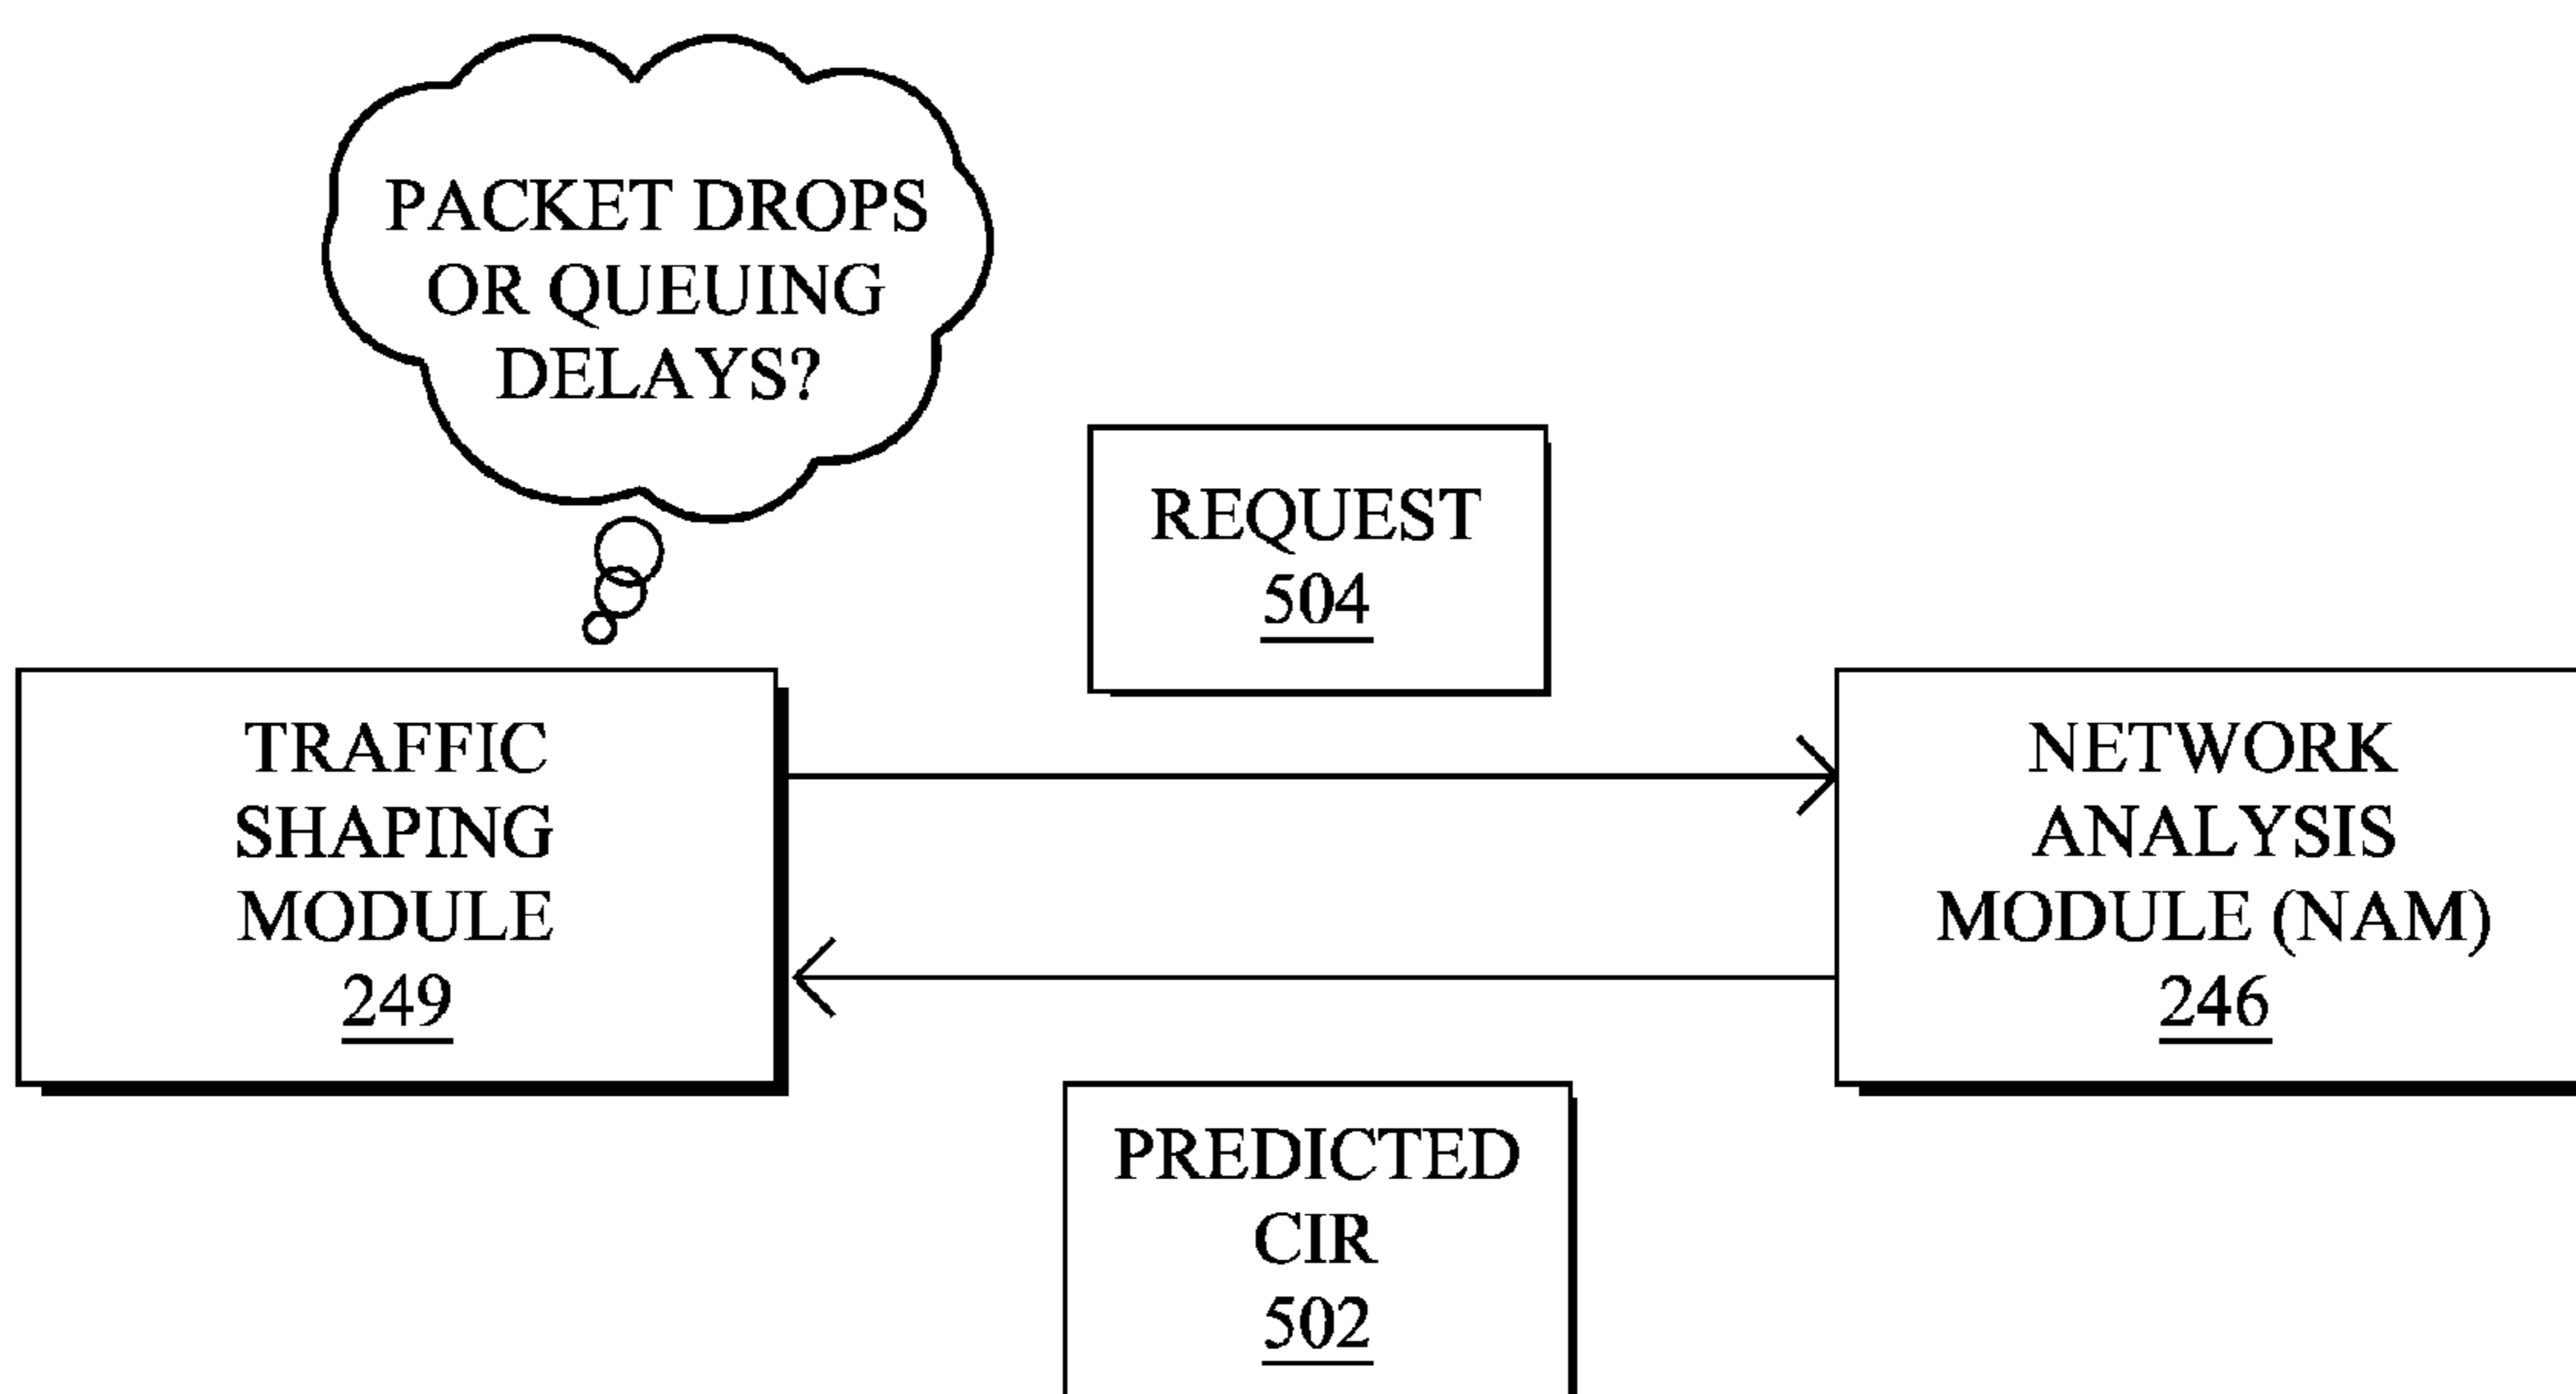 PACKET DROPS
OR QUEUING
DELAYS?
REQUEST
504
TRAFFIC
SHAPING
MODULE
249
NETWORK
ANALYSIS
MODULE (NAM)
246
PREDICTED
CIR
502